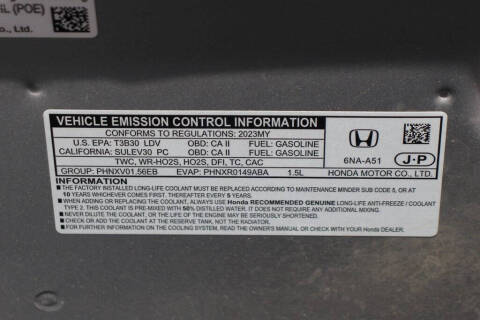 IL (POE)
Co., Ltd.
VEHICLE EMISSION CONTROL INFORMATION
CONFORMS TO REGULATIONS: 2023MY
U.S. EPA: T3B30 LDV OBD: CA II FUEL: GASOLINE
CALIFORNIA: SULEV30 PC OBD: CA II FUEL: GASOLINE
TWC, WR-HO2S, HO2S, DFI, TC, CAC
GROUP: PHNXV01.56EB EVAP: PHNXR0149ABA 1.5L
6NA-A51
J-P
HONDA MOTOR CO., LTD.
INFORMATION
■ THE FACTORY INSTALLED LONG-LIFE COOLANT MUST BE REPLACED ACCORDING TO MAINTENANCE MINDER SUB CODE 5, OR AT
10 YEARS WHICHEVER COMES FIRST THEN REPLACE EVERY 5 YEARS.
■ WHEN ADDING OR REPLACING THE COOLANT, ALWAYS USE Honda RECOMMENDED GENUINE LONG-LIFE ANTI-FREEZE / COOLANT
TYPE 2. THIS COOLANT IS PRE-MIXED WITH 50% DISTILLED WATER. IT DOES NOT REQUIRE ANY ADDITIONAL MIXING.
■ NEVER DILUTE THE COOLANT, OR THE LIFE OF THE ENGINE MAY BE SERIOUSLY SHORTENED.
■ CHECK OR ADD THE COOLANT AT THE RESERVE TANK, NOT THE RADIATOR.
■ FOR FURTHER INFORMATION ON THE COOLING SYSTEM, READ THE OWNER'S MANUAL OR CHECK WITH YOUR Honda DEALER.